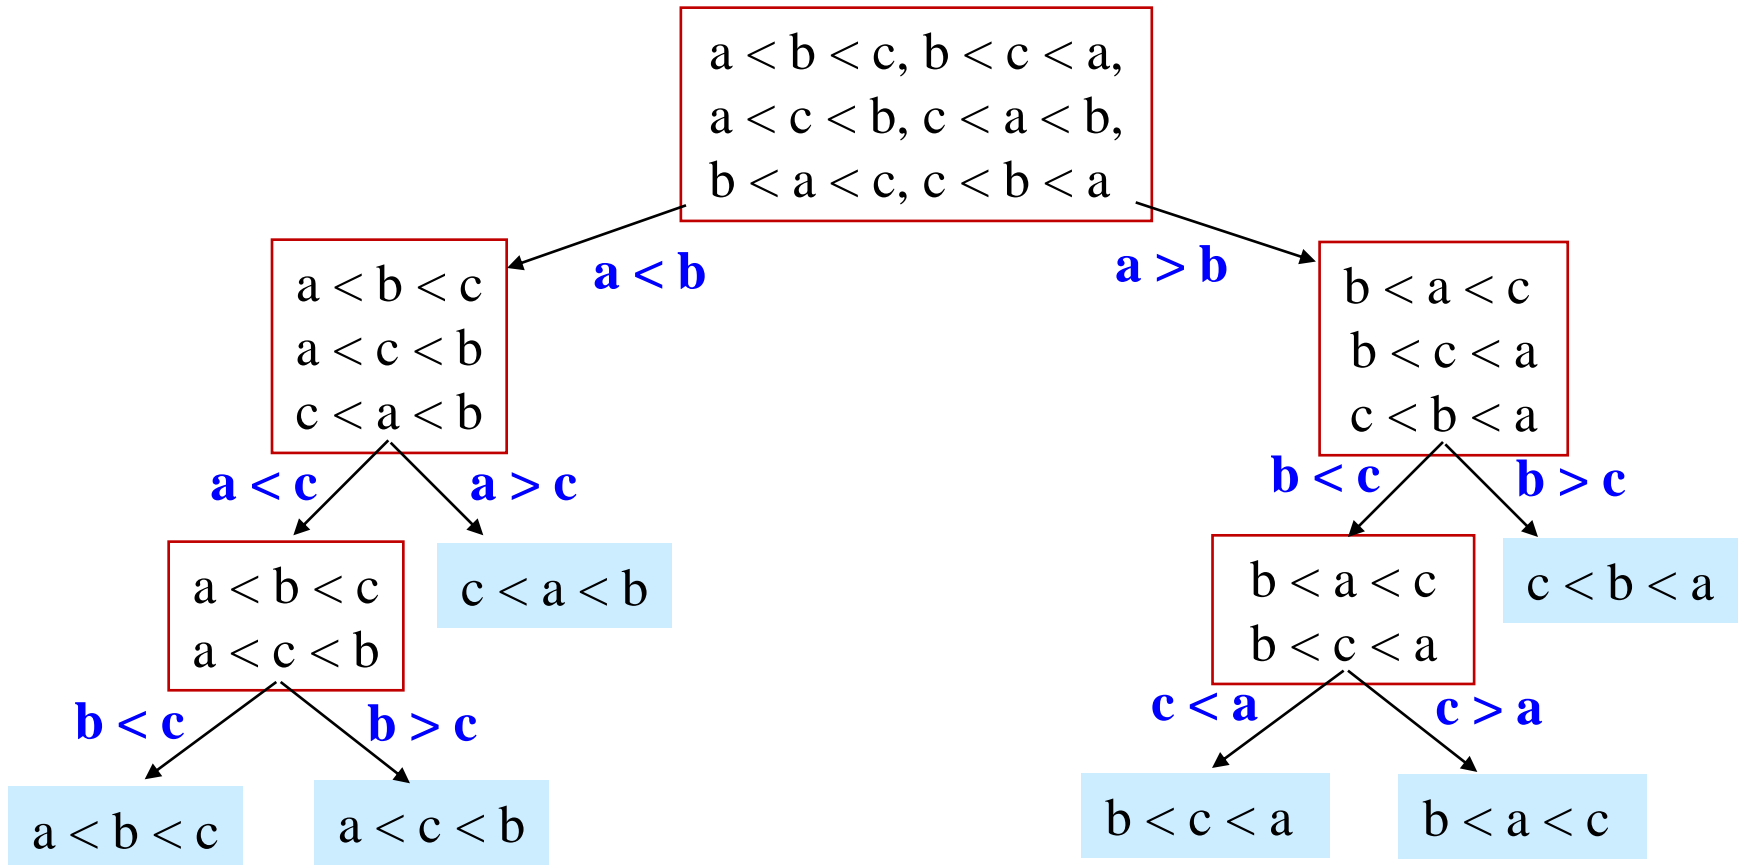 a < b < c, b < c < a,
a < c < b, c < a < b,
b < a < c, c < b < a
a < b
a > b
a < b < c
a < c < b
c < a < b
b < a < c
b < c < a
c < b < a
a < c
a > c
b < c
b > c
a < b < c
a < c < b
c < a < b
b < a < c
b < c < a
c < b < a
b < c
b > c
c < a
c > a
a < b < c
a < c < b
b < c < a
b < a < c